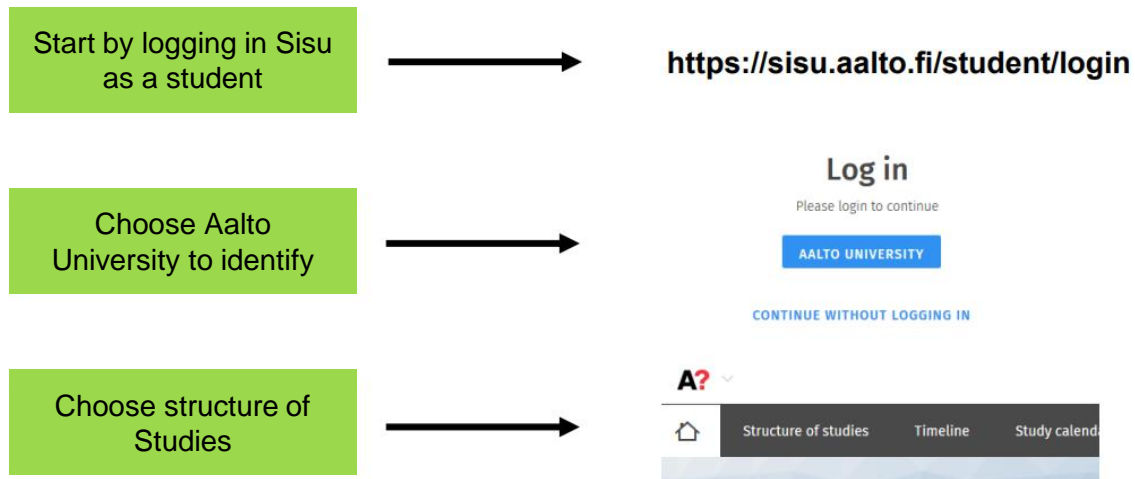 Start by logging in Sisu
as a student
https://sisu.aalto.fi/student/login
Log in
Please login to continue
Choose Aalto
University to identify
AALTO UNIVERSITY
CONTINUE WITHOUT LOGGING IN
A?
Choose structure of
Studies
Structure of studies Timeline Study calend